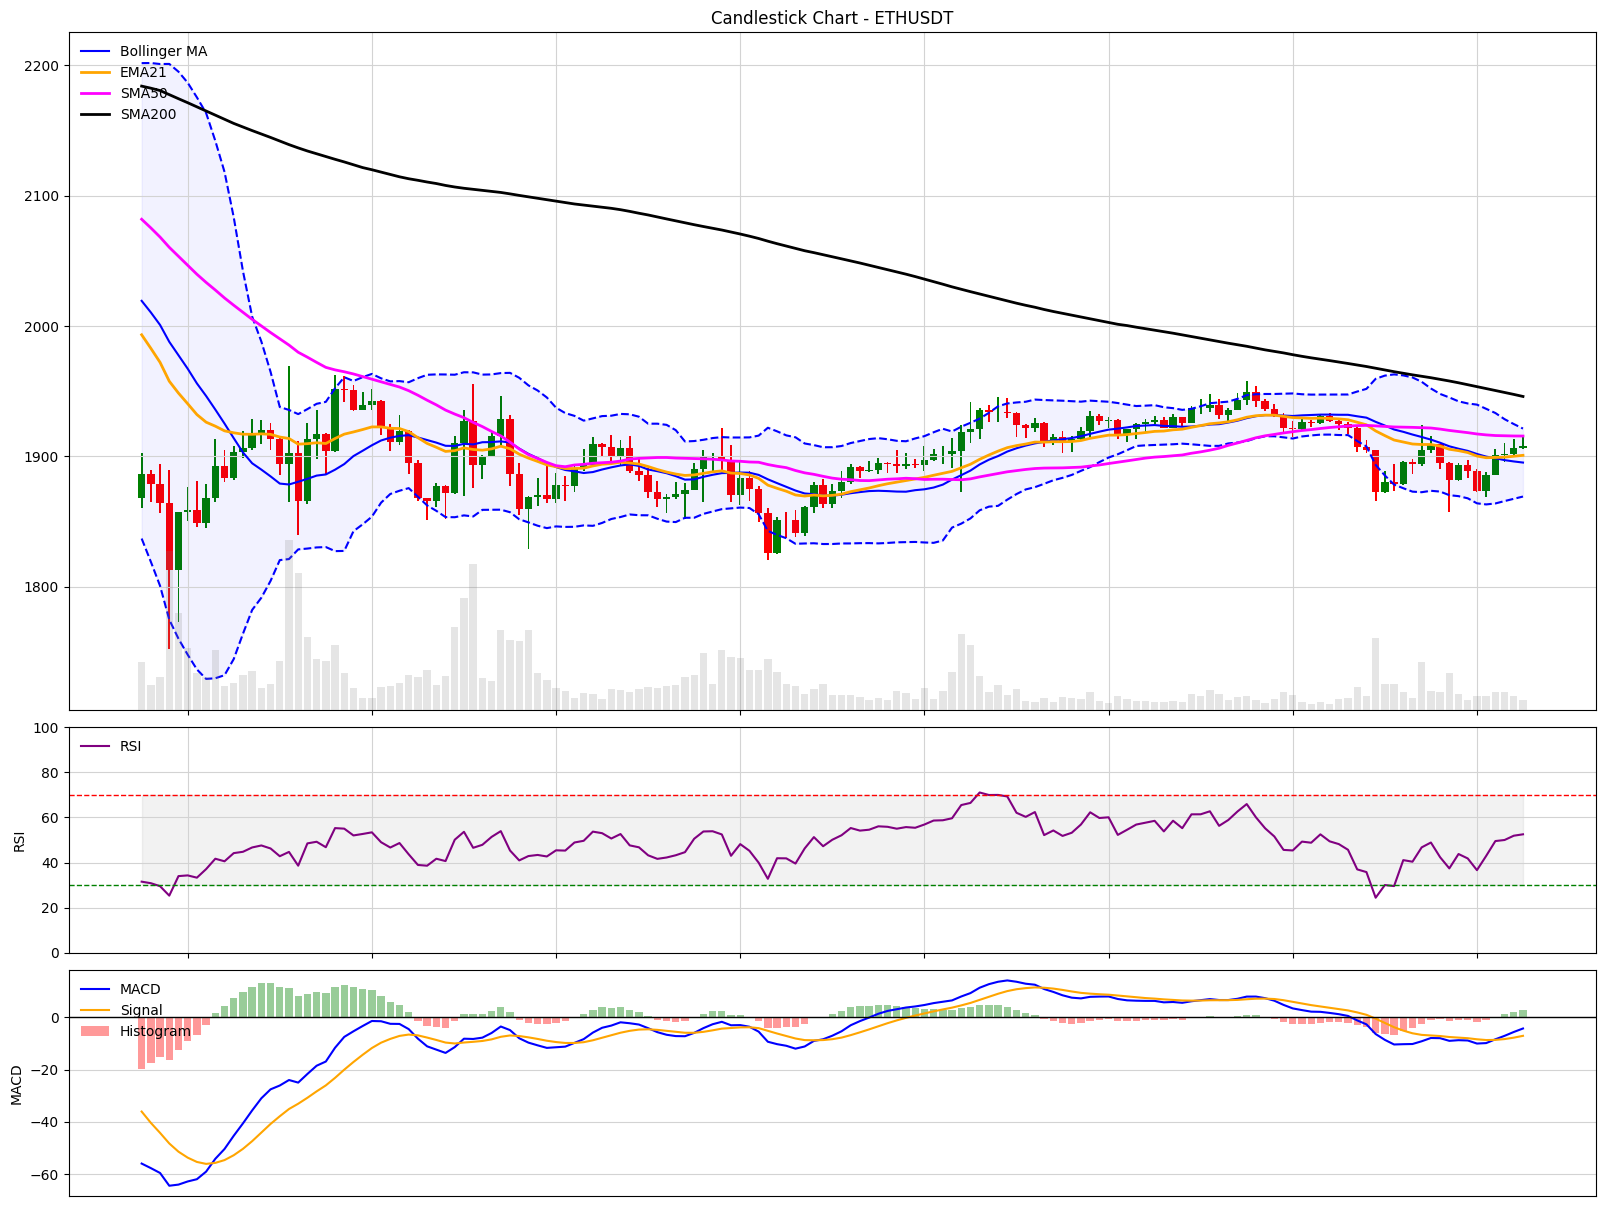 Candlestick Chart - ETHUSDT
Bollinger MA
EMA21
SMA50
SMA200
2200
2100
2000
1900
1800
RSI
100
80
60
40
20
0
RSI
MACD
Signal
Histogram
0
−20
−40
−60
MACD